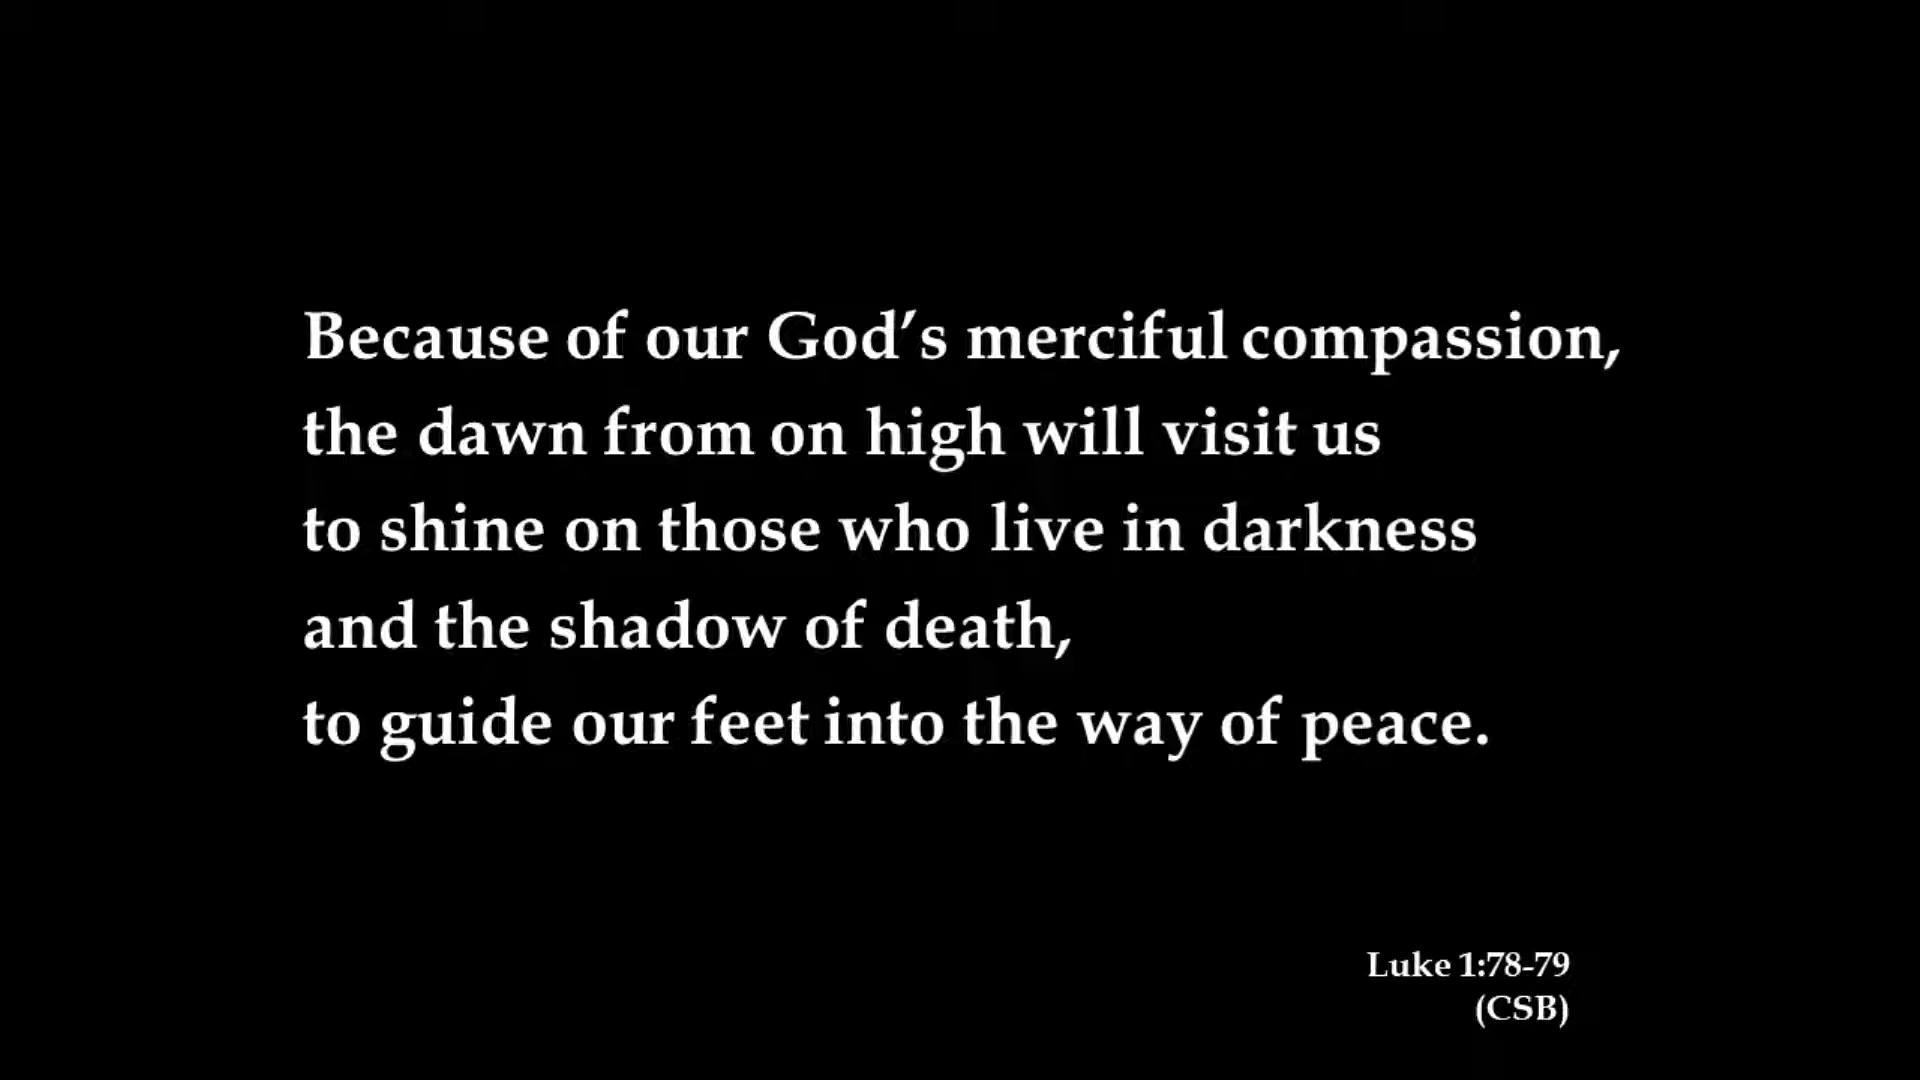 Because of our God’s merciful compassion,
the dawn from on high will visit us
to shine on those who live in darkness
and the shadow of death,
to guide our feet into the way of peace.
Luke 1:78-79
(CSB)